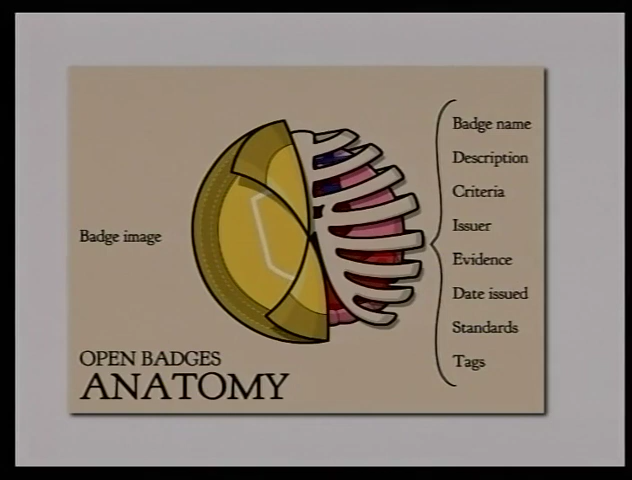 Badge image
OPEN BADGES
ANATOMY
Badge name
Description
Criteria
Issuer
Evidence
Date issued
Standards
Tags